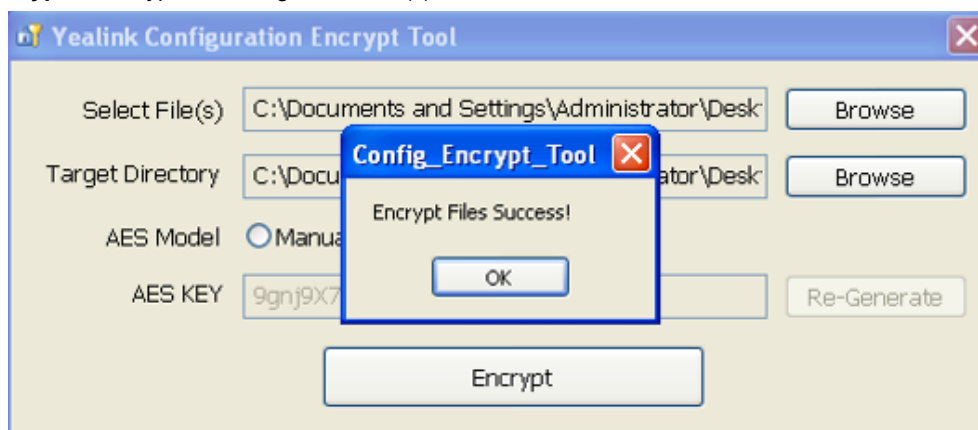 Yealink Configuration Encrypt Tool
Select File(s) C:\Documents and Settings\Administrator\Desk Browse
Config_Encrypt_Tool
Target Directory C:\Docu ator\Desk Browse
Encrypt Files Success!
AES Model Manua
OK
AES KEY 9gnj9X7 Re-Generate
Encrypt